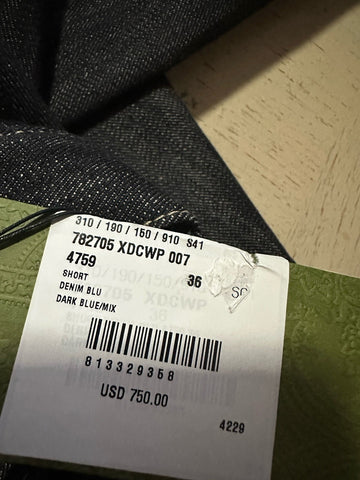 310 / 190 / 150 / 910 S41
782705 XDCWP 007
4759 36
SHORT SC
DENIM BLU
DARK BLUE/MIX
813329358
USD 750.00
4229